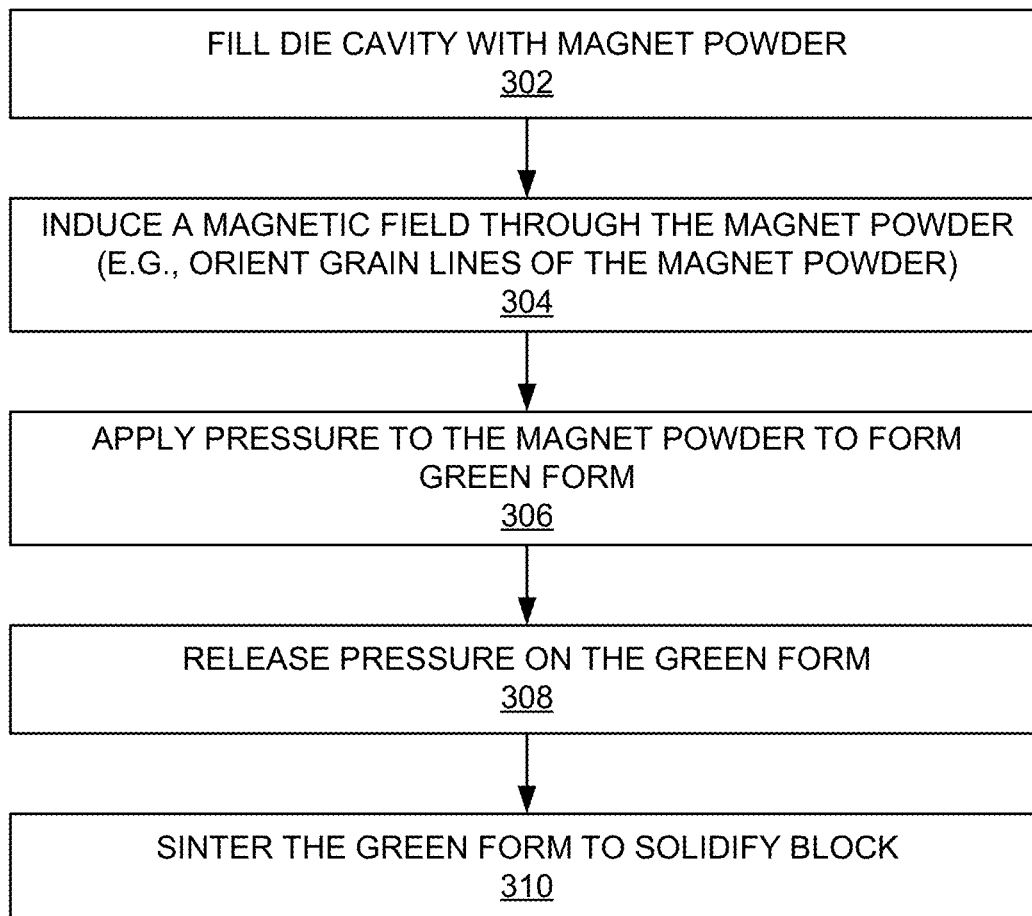 FILL DIE CAVITY WITH MAGNET POWDER
302
INDUCE A MAGNETIC FIELD THROUGH THE MAGNET POWDER
(E.G., ORIENT GRAIN LINES OF THE MAGNET POWDER)
304
APPLY PRESSURE TO THE MAGNET POWDER TO FORM
GREEN FORM
306
RELEASE PRESSURE ON THE GREEN FORM
308
SINTER THE GREEN FORM TO SOLIDIFY BLOCK
310